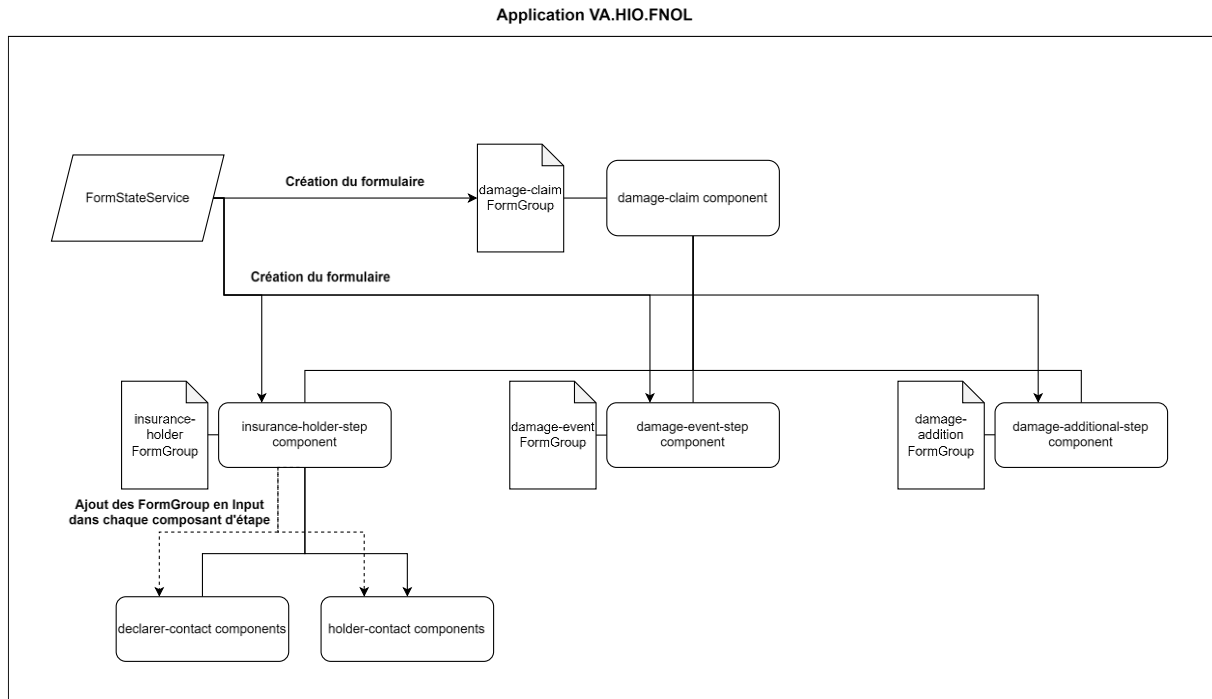 Application VA.HIO.FNOL
FormStateService
Création du formulaire
damage-claim
FormGroup
damage-claim component
Création du formulaire
insurance-
holder
FormGroup
insurance-holder-step
component
damage-event
FormGroup
damage-event-step
component
damage-
addition
FormGroup
damage-additional-step
component
Ajout des FormGroup en Input
dans chaque composant d'étape
declarer-contact components
holder-contact components